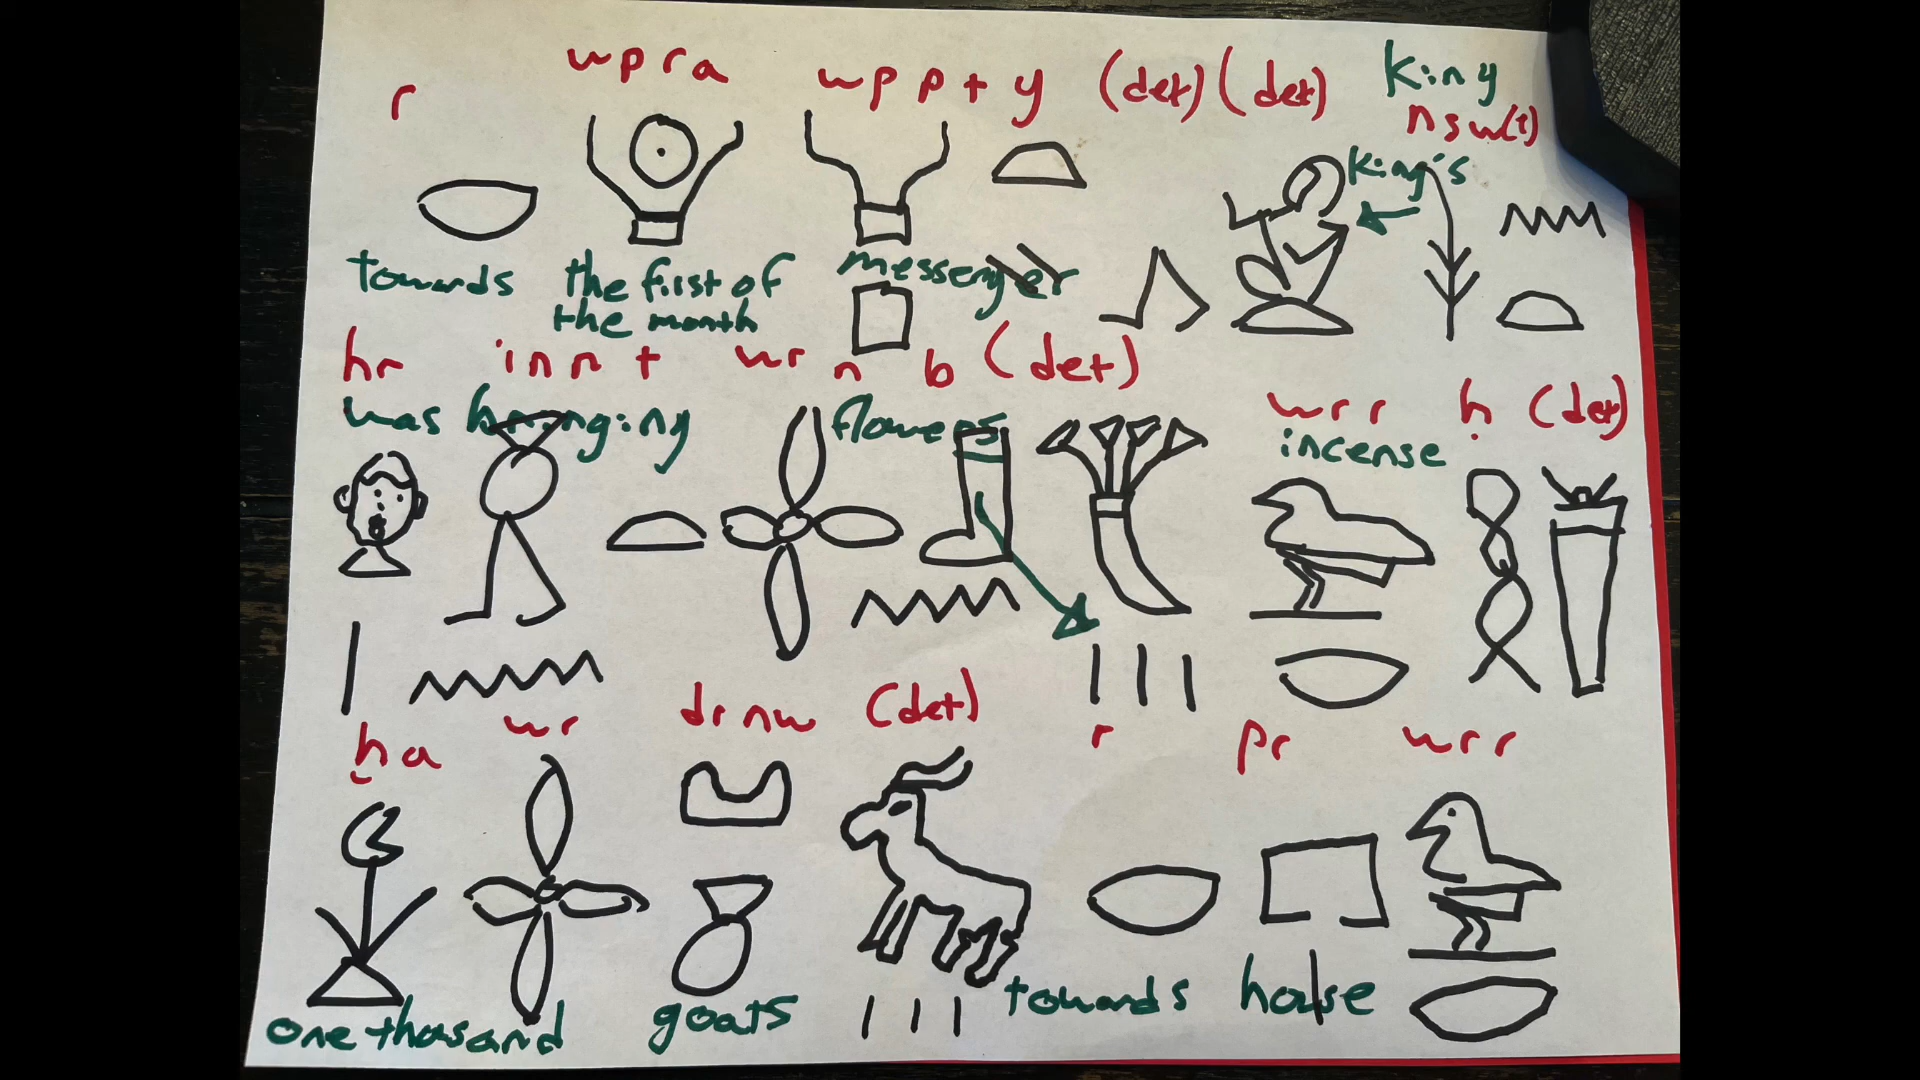 r wpra wppty (det) (det) king
nsw(t)
king's
towards the first of the month messenger
hr innt wr n b (det) wrr ḥ (det)
was bringing flowers incense
ḫa wr drnw (det) r pr wrr
one thousand goats towards house